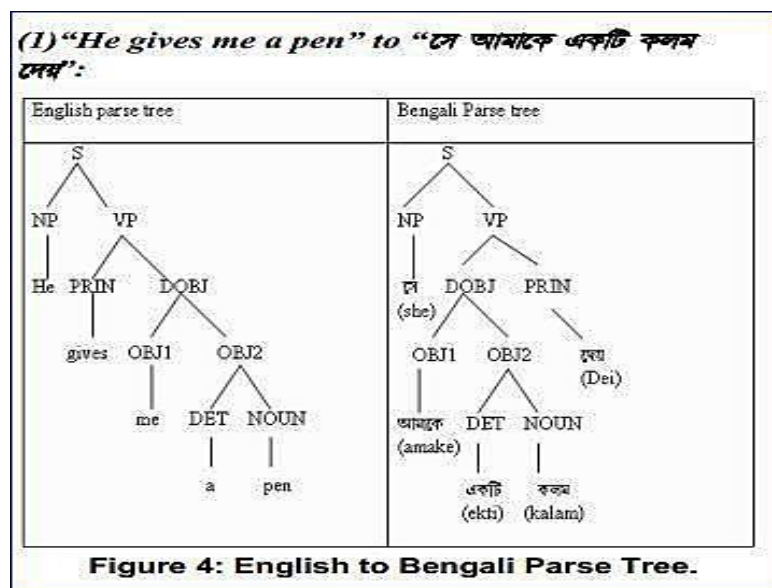 (1)“He gives me a pen” to “সে আমাকে একটি কলম
দেয়”:
English parse tree
Bengali Parse tree
S
NP VP
He PRIN DOBJ
gives OBJ1 OBJ2
me DET NOUN
a pen
S
NP VP
সে DOBJ PRIN
(she)
OBJ1 OBJ2 দেয়
(Dei)
আমাকে DET NOUN
(amake)
একটি কলম
(ekti) (kalam)
Figure 4: English to Bengali Parse Tree.